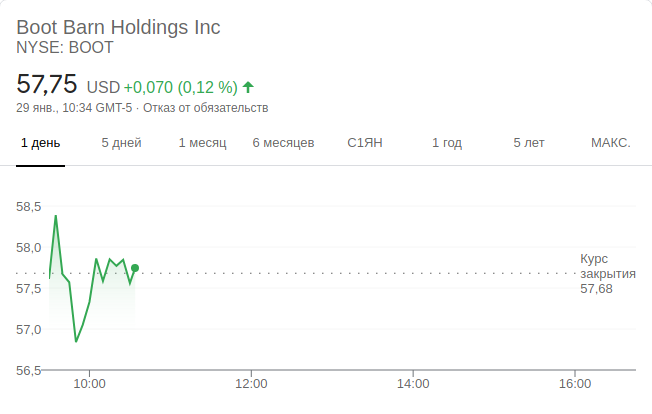 Boot Barn Holdings Inc
NYSE: BOOT
57,75 USD +0,070 (0,12 %)
29 янв., 10:34 GMT-5 · Отказ от обязательств
1 день 5 дней 1 месяц 6 месяцев С1ЯН 1 год 5 лет МАКС.
58,5
58,0
57,5
57,0
56,5
Курс
закрытия
57,68
10:00 12:00 14:00 16:00